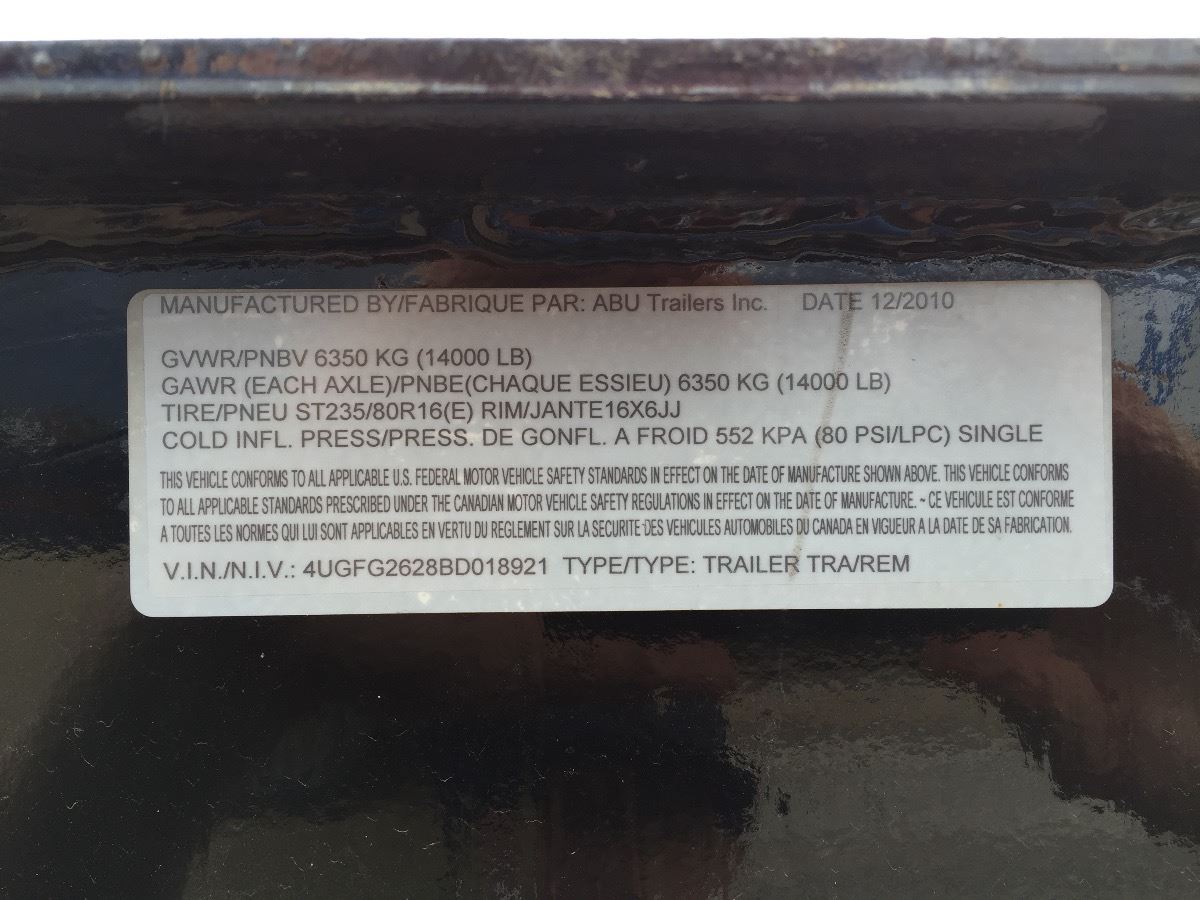 MANUFACTURED BY/FABRIQUE PAR: ABU Trailers Inc. DATE 12/2010
GVWR/PNBV 6350 KG (14000 LB)
GAWR (EACH AXLE)/PNBE(CHAQUE ESSIEU) 6350 KG (14000 LB)
TIRE/PNEU ST235/80R16(E) RIM/JANTE16X6JJ
COLD INFL. PRESS/PRESS. DE GONFL. A FROID 552 KPA (80 PSI/LPC) SINGLE
THIS VEHICLE CONFORMS TO ALL APPLICABLE U.S. FEDERAL MOTOR VEHICLE SAFETY STANDARDS IN EFFECT ON THE DATE OF MANUFACTURE SHOWN ABOVE. THIS VEHICLE CONFORMS
TO ALL APPLICABLE STANDARDS PRESCRIBED UNDER THE CANADIAN MOTOR VEHICLE SAFETY REGULATIONS IN EFFECT ON THE DATE OF MANUFACTURE. ~ CE VEHICULE EST CONFORME
A TOUTES LES NORMES QUI LUI SONT APPLICABLES EN VERTU DU REGLEMENT SUR LA SECURITE DES VEHICULES AUTOMOBILES DU CANADA EN VIGUEUR A LA DATE DE SA FABRICATION.
V.I.N./N.I.V.: 4UGFG2628BD018921 TYPE/TYPE: TRAILER TRA/REM